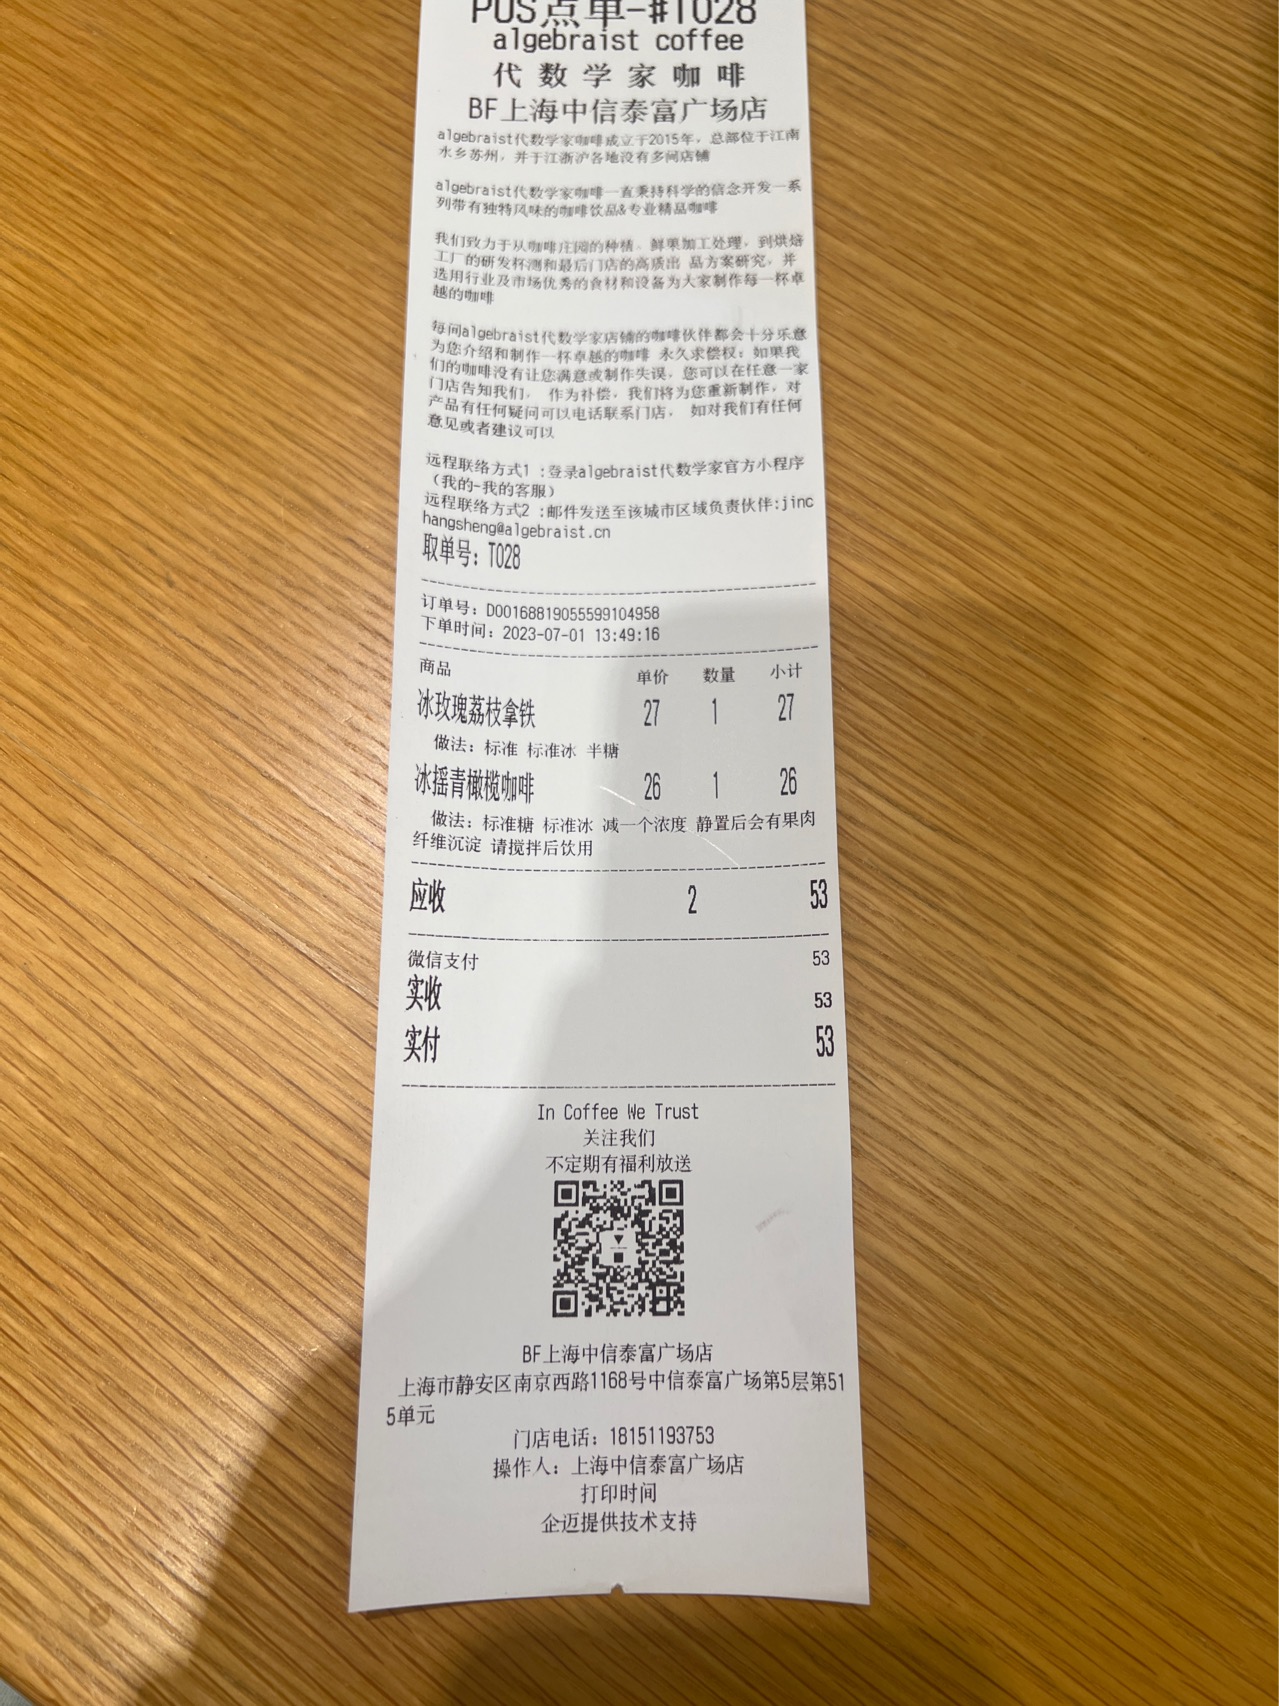 POS点单-#T028
algebraist coffee
代数学家咖啡
BF上海中信泰富广场店
algebraist代数学家咖啡成立于2015年，总部位于江南
水乡苏州，并于江浙沪各地设有多间店铺
algebraist代数学家咖啡一直秉持科学的信念开发一系
列带有独特风味的咖啡饮品&专业精品咖啡
我们致力于从咖啡庄园的种植、鲜果加工处理，到烘焙
工厂的研发杯测和最后门店的高质出 品方案研究，并
选用行业及市场优秀的食材和设备为大家制作每一杯卓
越的咖啡
每间algebraist代数学家店铺的咖啡伙伴都会十分乐意
为您介绍和制作一杯卓越的咖啡 永久求偿权：如果我
们的咖啡没有让您满意或制作失误，您可以在任意一家
门店告知我们， 作为补偿，我们将为您重新制作，对
产品有任何疑问可以电话联系门店， 如对我们有任何
意见或者建议可以
远程联络方式1 :登录algebraist代数学家官方小程序
（我的-我的客服）
远程联络方式2 :邮件发送至该城市区域负责伙伴:jinc
hangsheng@algebraist.cn
取单号：T028
订单号：D00168819055599104958
下单时间：2023-07-01 13:49:16
商品 单价 数量 小计
冰玫瑰荔枝拿铁 27 1 27
做法：标准 标准冰 半糖
冰摇青橄榄咖啡 26 1 26
做法：标准糖 标准冰 减一个浓度 静置后会有果肉
纤维沉淀 请搅拌后饮用
应收 2 53
微信支付 53
实收 53
实付 53
In Coffee We Trust
关注我们
不定期有福利放送
BF上海中信泰富广场店
上海市静安区南京西路1168号中信泰富广场第5层第51
5单元
门店电话：18151193753
操作人：上海中信泰富广场店
打印时间
企迈提供技术支持